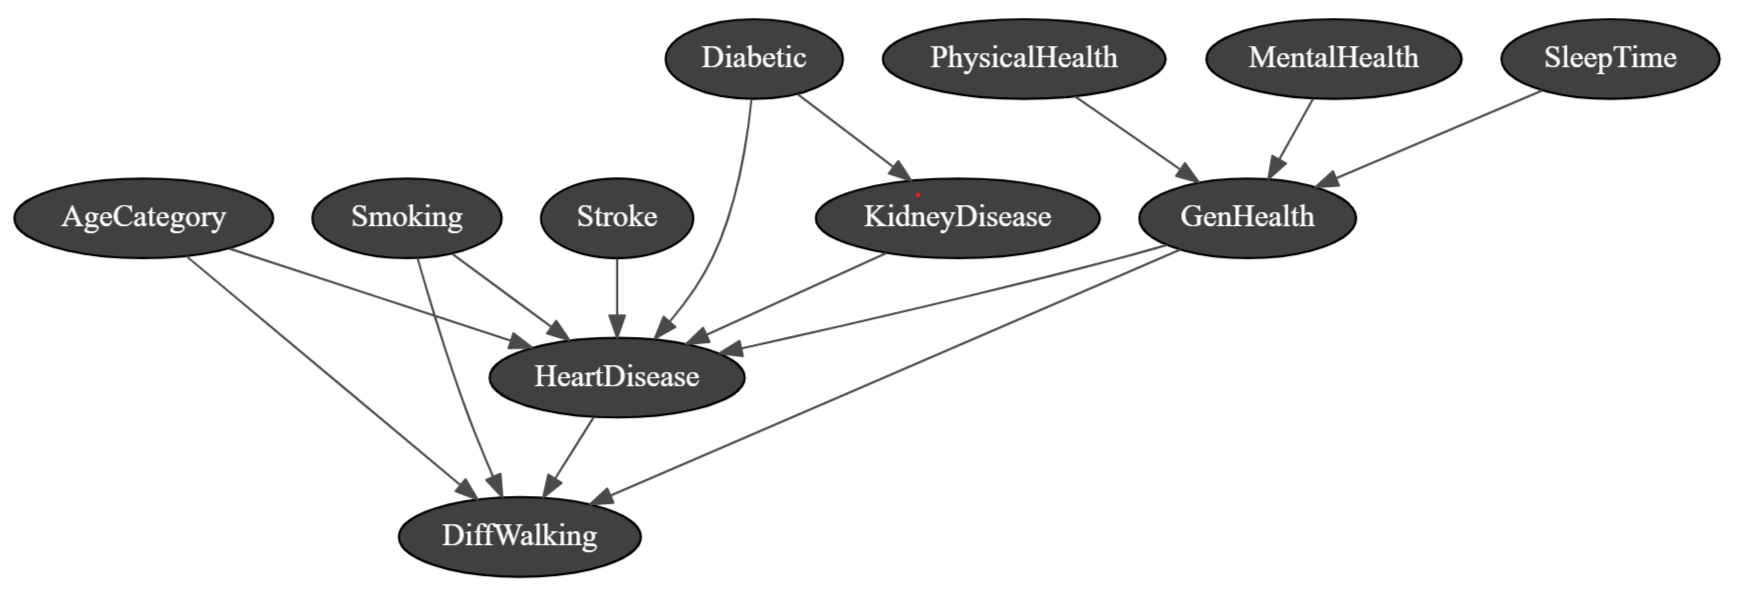 Diabetic
PhysicalHealth
MentalHealth
SleepTime
AgeCategory
Smoking
Stroke
KidneyDisease
GenHealth
HeartDisease
DiffWalking